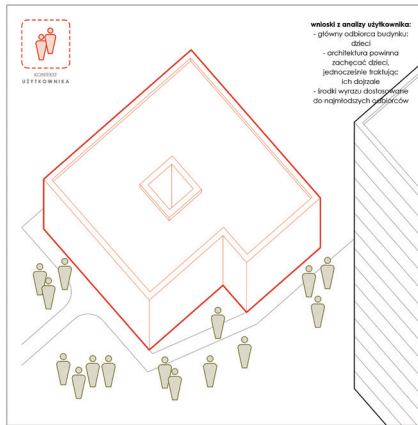 wnioski z analizy użytkownika:
- główny odbiorca budynku:
dzieci
- architektura powinna
zachęcać dzieci,
jednocześnie traktując
ich dojrzale
- środki wyrazu dostosowane
do najmłodszych odbiorców
KONTEKST
UŻYTKOWNIKA